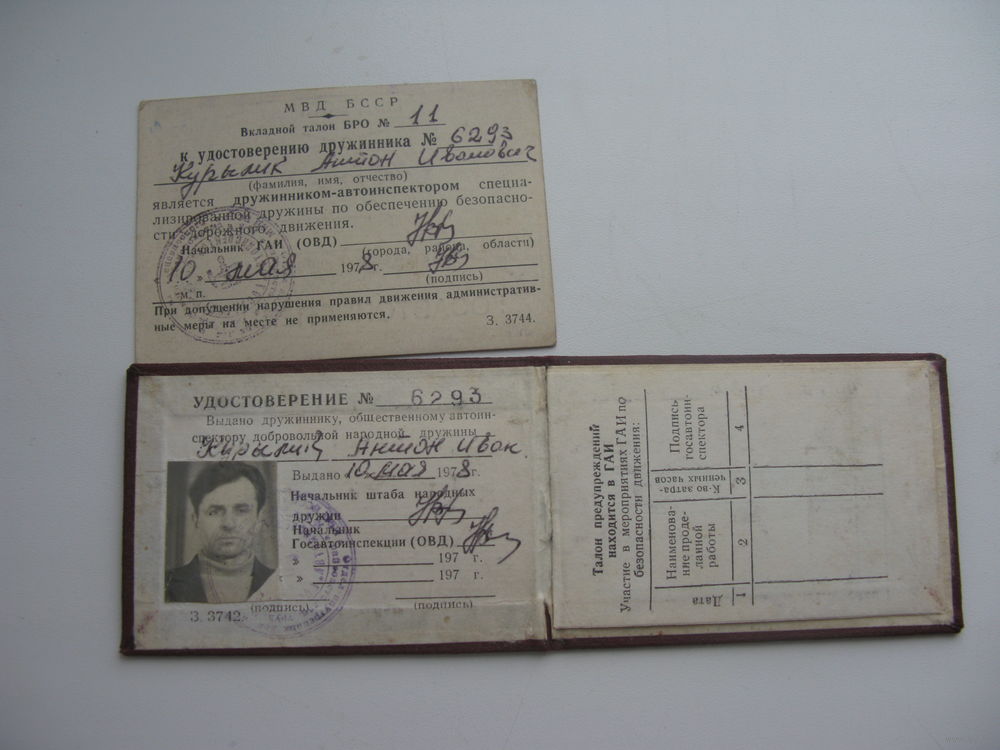 МВД БССР
Вкладной талон БРО № 11
к удостоверению дружинника № 6293
Курылик Антон Иванович
(фамилия, имя, отчество)
является дружинником-автоинспектором специа-
лизированной дружины по обеспечению безопасно-
сти дорожного движения.
Начальник ГАИ (ОВД)
(города, района, области)
„ 10 „ мая 1978 г.
(подпись)
м. п.
При допущении нарушения правил движения административ-
ные меры на месте не применяются.
З. 3744.
УДОСТОВЕРЕНИЕ № 6293
Выдано дружиннику, общественному автоин-
спектору добровольной народной дружины
Курылик Антон Иван.
Выдано 10 мая 1978 г.
Начальник штаба народных
дружин
Начальник
Госавтоинспекции (ОВД)
„ 197 г.
„ 197 г.
(подпись) (подпись)
З. 3742.
Талон предупреждений
находится в ГАИ
Участие в мероприятиях ГАИ по
безопасности движения:
Дата
Наименова-
ние проде-
ланной
работы
К-во затра-
ченных часов
Подпись
госавтоин-
спектора
1 2 3 4